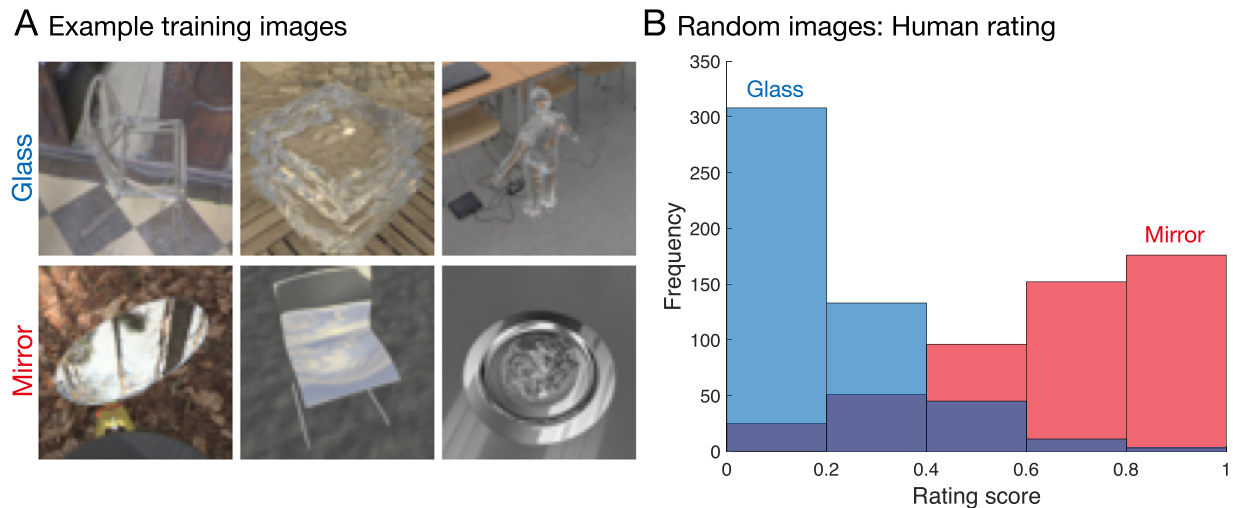 A Example training images
Glass
Mirror
B Random images: Human rating
350
300
250
200
150
100
50
0
Frequency
Glass
Mirror
0 0.2 0.4 0.6 0.8 1
Rating score